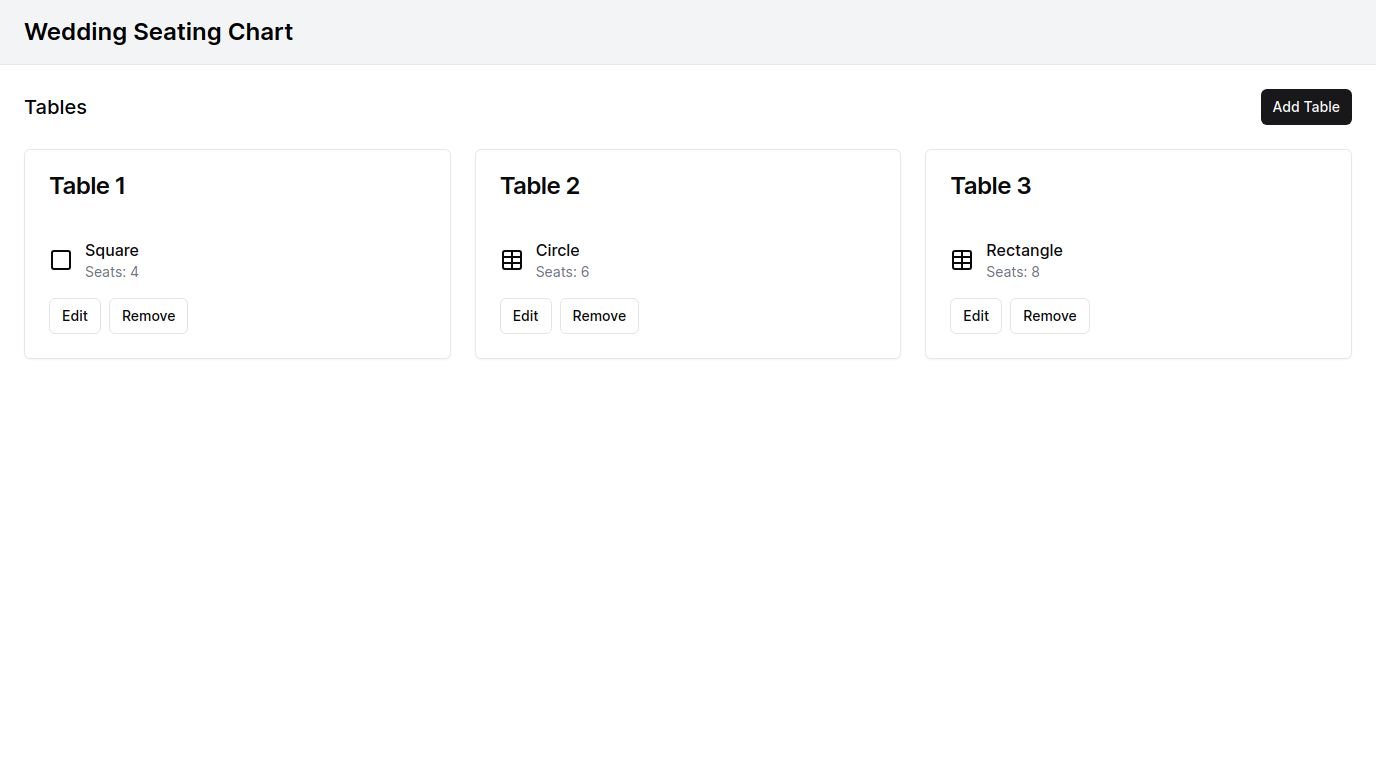 Wedding Seating Chart
Tables
Add Table
Table 1
Square
Seats: 4
Edit
Remove
Table 2
Circle
Seats: 6
Edit
Remove
Table 3
Rectangle
Seats: 8
Edit
Remove